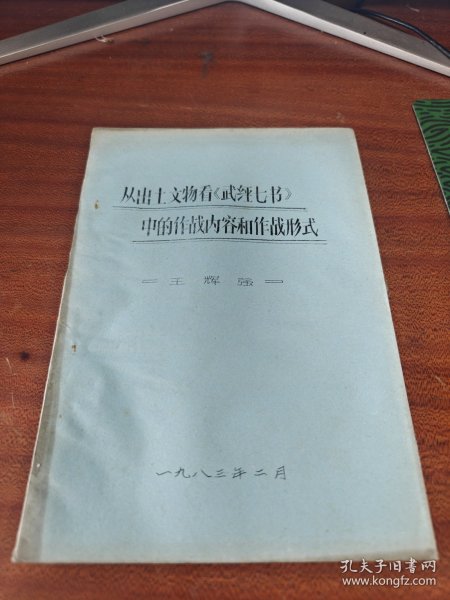 从出土文物看《武经七书》
中的作战内容和作战形式
＝王辉强＝
一九八三年二月
孔夫子旧书网
www.kongfz.com